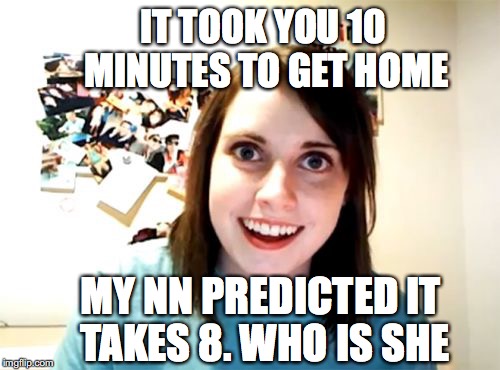 IT TOOK YOU 10
MINUTES TO GET HOME
MY NN PREDICTED IT
TAKES 8. WHO IS SHE
imgflip.com